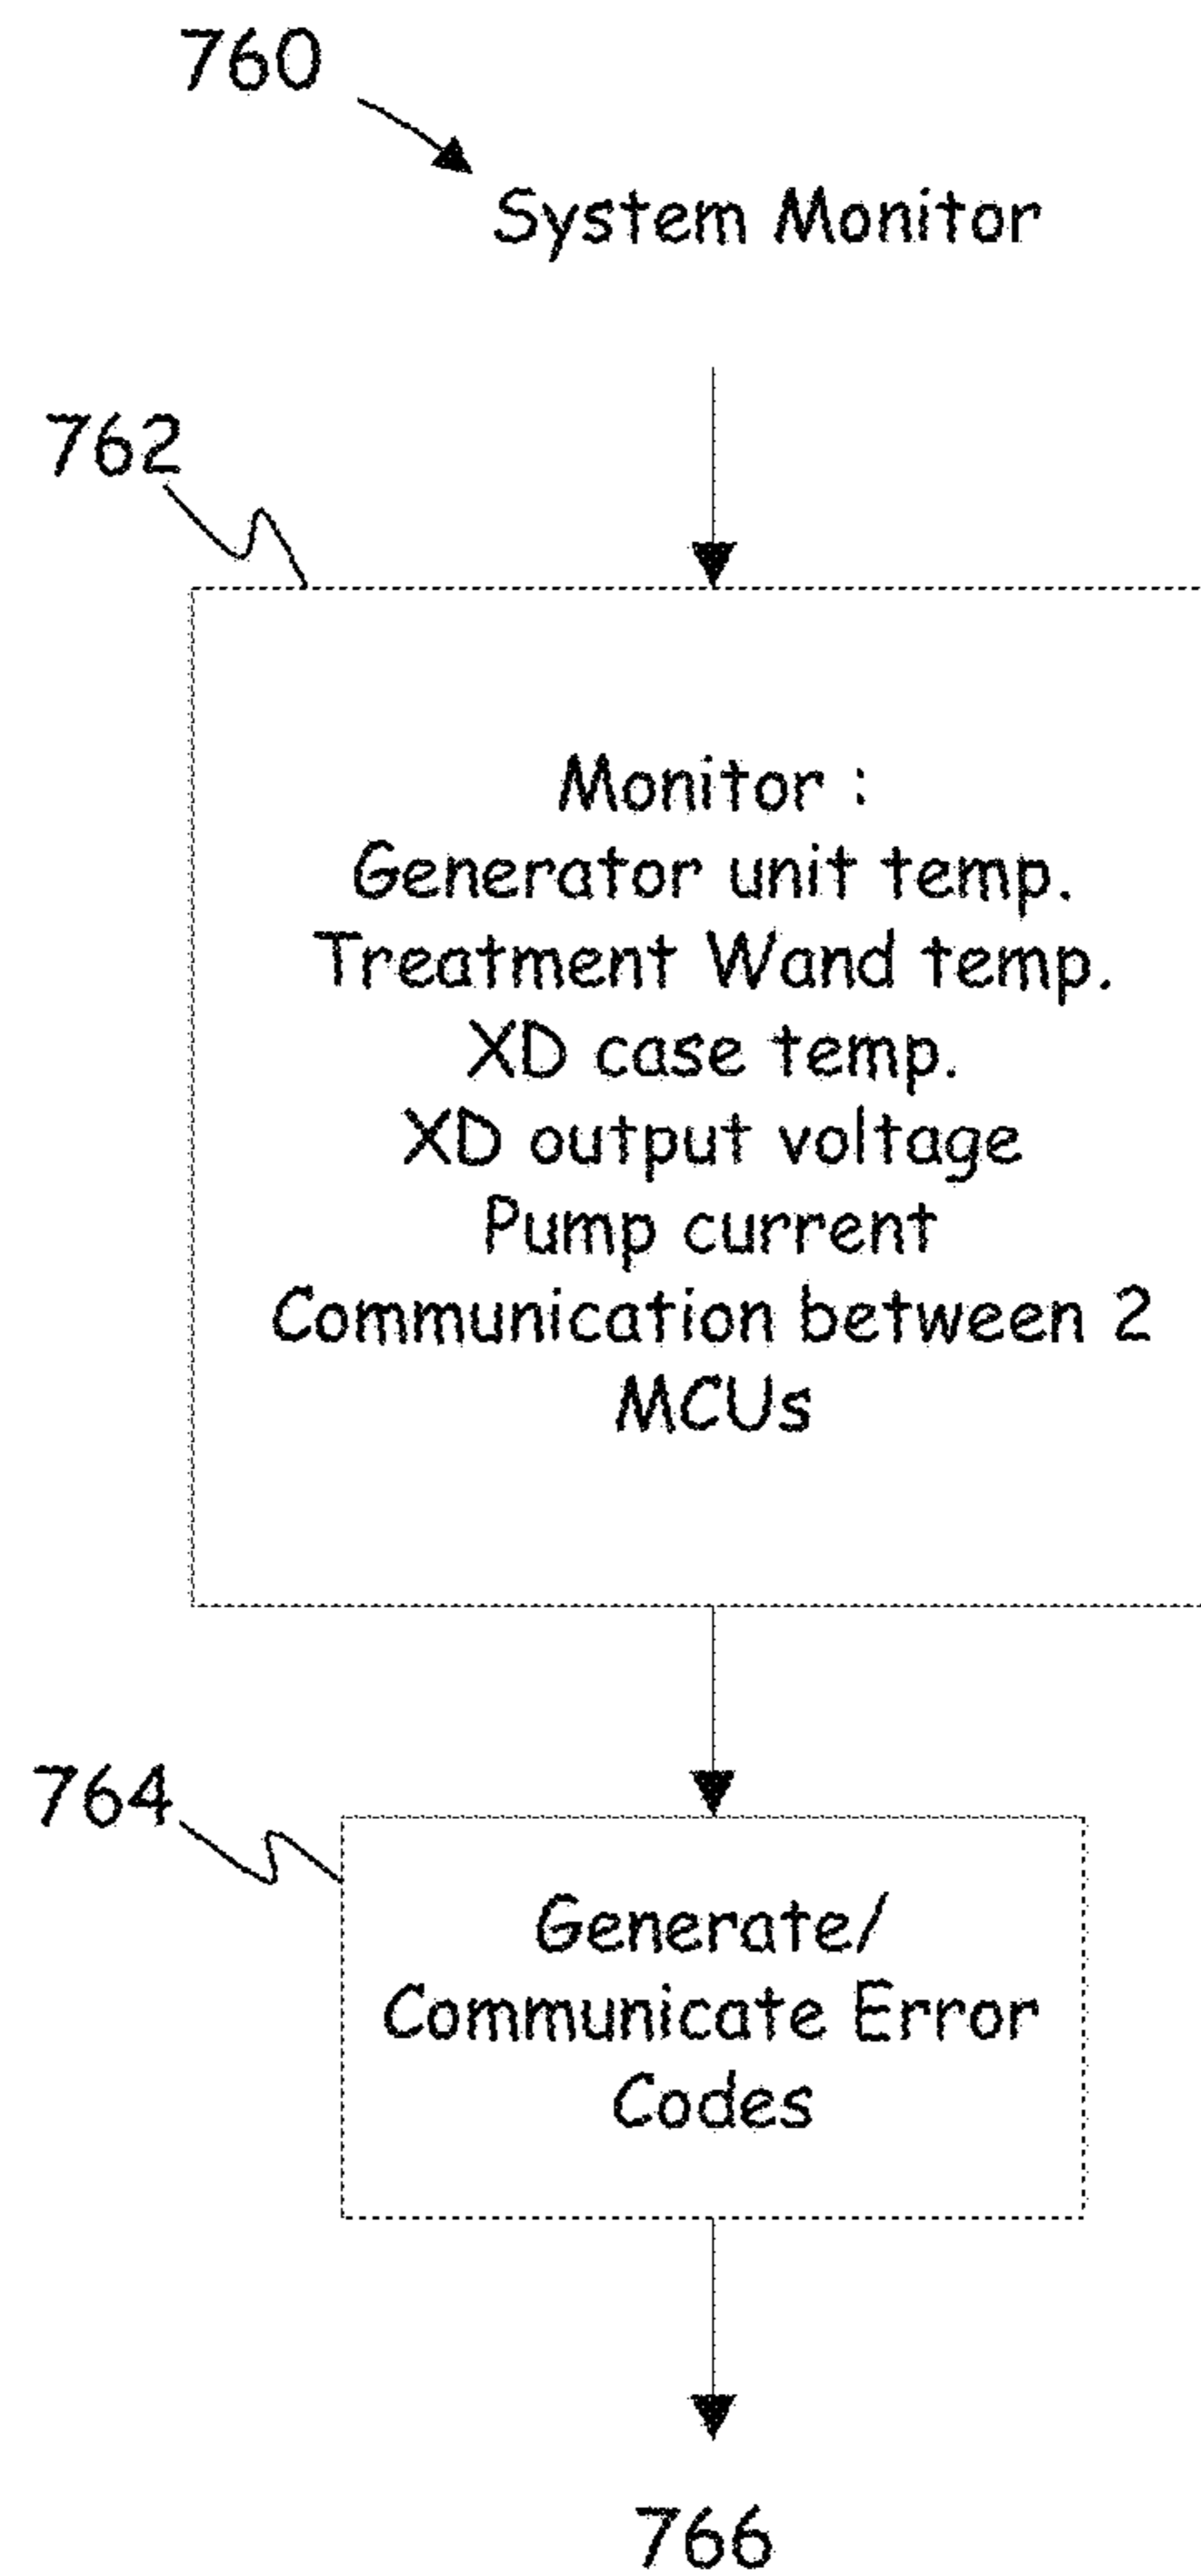 760
System Monitor
762
Monitor :
Generator unit temp.
Treatment Wand temp.
XD case temp.
XD output voltage
Pump current
Communication between 2
MCUs
764
Generate/
Communicate Error
Codes
766